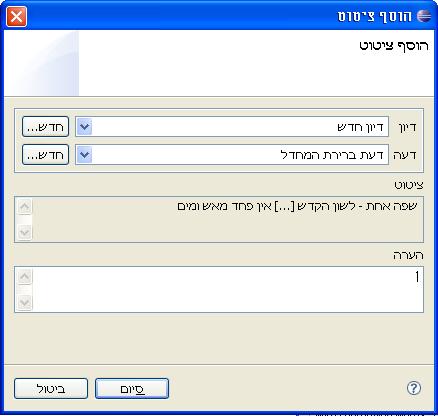 הוסף ציטוט
הוסף ציטוט
דיון
דיון חדש
חדש...
דעה
דעת ברירת המחדל
חדש...
ציטוט
שפה אחת - לשון הקדש [...] אין פחד מאש ומים
הערה
1
סיום
ביטול